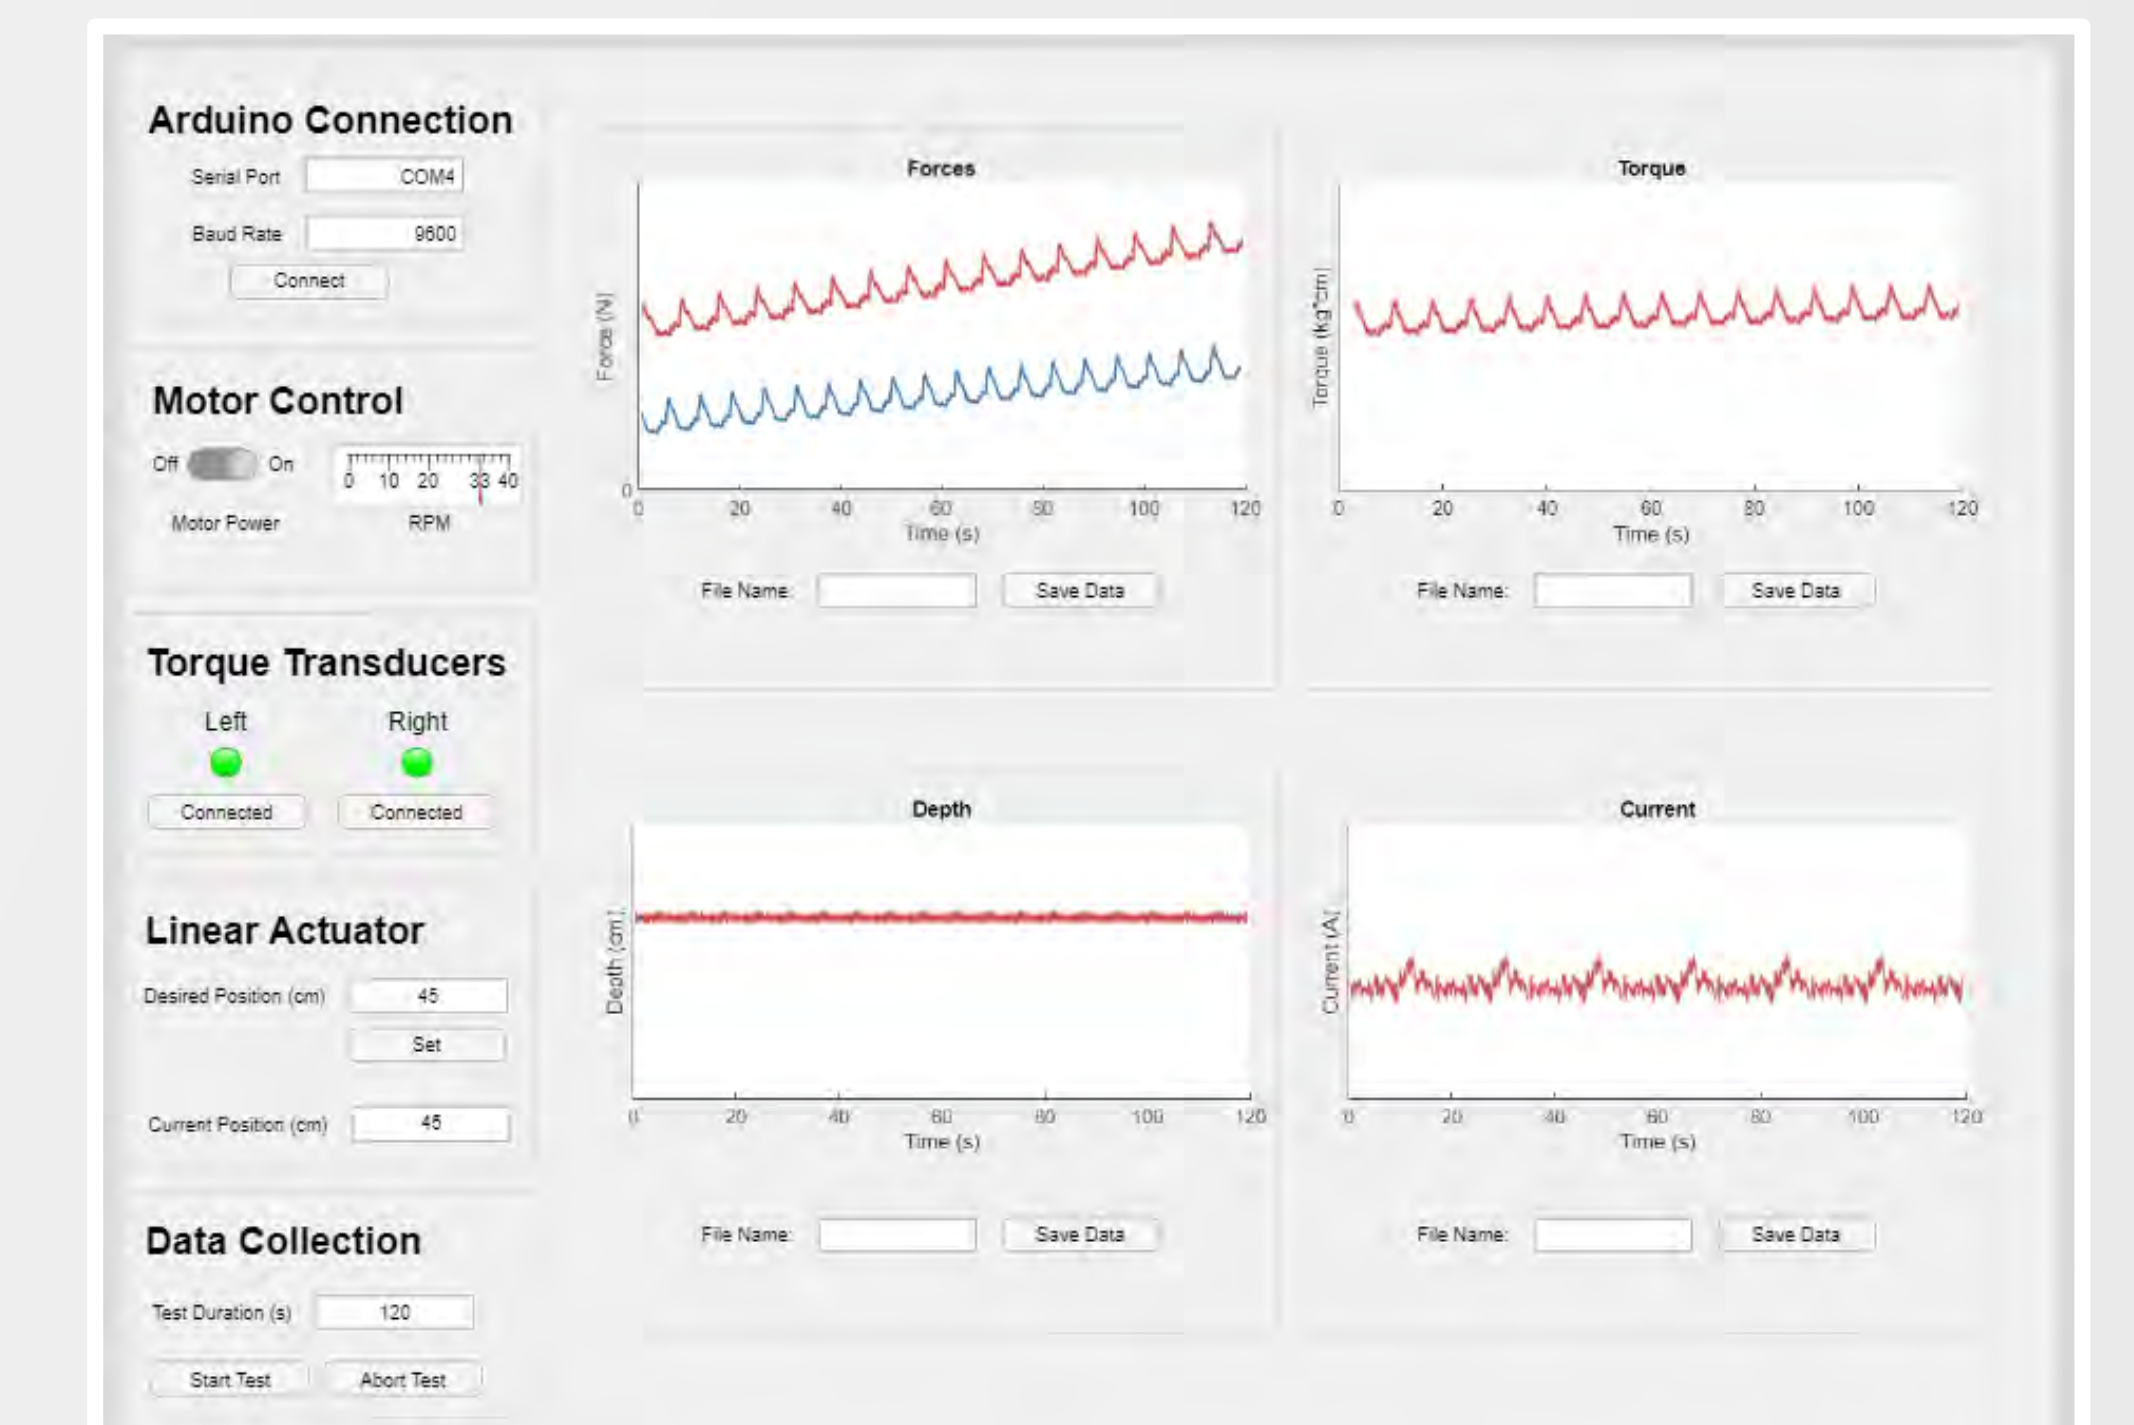 Arduino Connection
Serial Port COM4
Baud Rate 9600
Connect
Motor Control
Off On
0 10 20 33 40
Motor Power RPM
Torque Transducers
Left Right
Connected Connected
Linear Actuator
Desired Position (cm) 45
Set
Current Position (cm) 45
Data Collection
Test Duration (s) 120
Start Test Abort Test
Forces
Force (N)
0
0 20 40 60 80 100 120
Time (s)
File Name: Save Data
Torque
Torque (kg*cm)
0 20 40 60 80 100 120
Time (s)
File Name: Save Data
Depth
Depth (cm)
0 20 40 60 80 100 120
Time (s)
File Name: Save Data
Current
Current (A)
0 20 40 60 80 100 120
Time (s)
File Name: Save Data